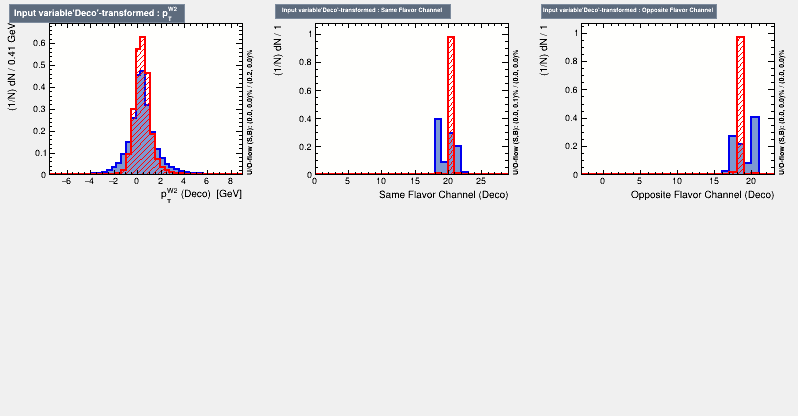 Input variable'Deco'-transformed : p_T^W2
(1/N) dN / 0.41 GeV
0.6
0.5
0.4
0.3
0.2
0.1
0
−6 −4 −2 0 2 4 6 8
p_T^W2 (Deco) [GeV]
U/O-flow (S,B): (0.0, 0.0)% / (0.2, 0.0)%
Input variable'Deco'-transformed : Same Flavor Channel
(1/N) dN / 1
1
0.8
0.6
0.4
0.2
0
0 5 10 15 20 25
Same Flavor Channel (Deco)
U/O-flow (S,B): (0.0, 0.1)% / (0.0, 0.0)%
Input variable'Deco'-transformed : Opposite Flavor Channel
(1/N) dN / 1
1
0.8
0.6
0.4
0.2
0
0 5 10 15 20
Opposite Flavor Channel (Deco)
U/O-flow (S,B): (0.0, 0.0)% / (0.0, 0.0)%